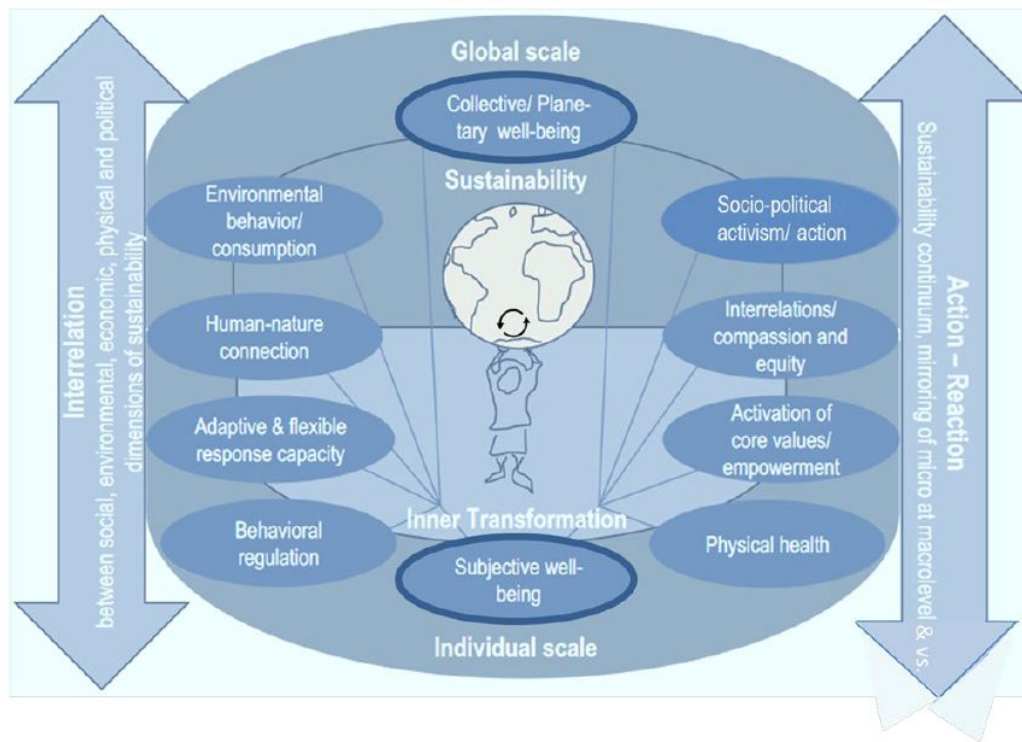 Global scale
Collective/ Plane-
tary well-being
Sustainability
Environmental
behavior/
consumption
Socio-political
activism/ action
Human-nature
connection
Interrelations/
compassion and
equity
Adaptive & flexible
response capacity
Activation of
core values/
empowerment
Behavioral
regulation
Inner Transformation
Physical health
Subjective well-
being
Individual scale
Interrelation
between social, environmental, economic, physical and political
dimensions of sustainability
Action – Reaction
Sustainability continuum, mirroring of micro at macrolevel & vs.